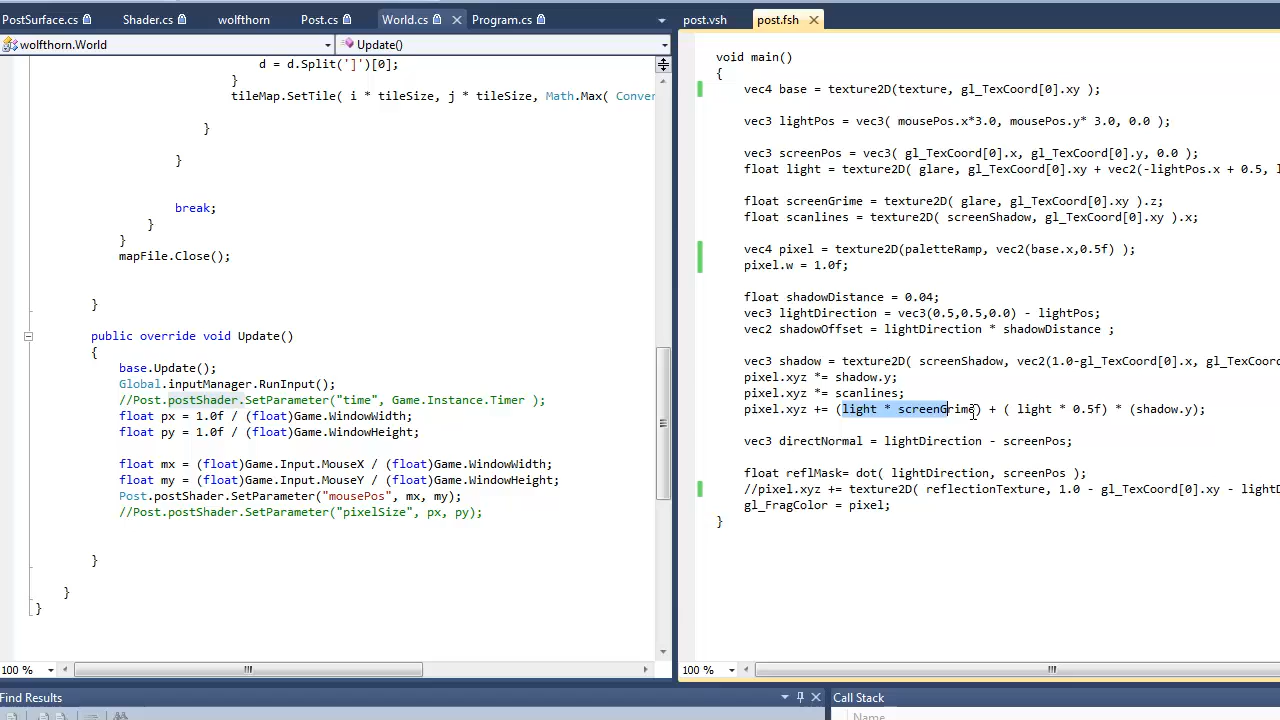 PostSurface.cs Shader.cs wolfthorn Post.cs World.cs Program.cs
wolfthorn.World Update()
d = d.Split(']')[0];
}
tileMap.SetTile( i * tileSize, j * tileSize, Math.Max( Conver
}
}
break;
}
}
mapFile.Close();
}
public override void Update()
{
base.Update();
Global.inputManager.RunInput();
//Post.postShader.SetParameter("time", Game.Instance.Timer );
float px = 1.0f / (float)Game.WindowWidth;
float py = 1.0f / (float)Game.WindowHeight;
float mx = (float)Game.Input.MouseX / (float)Game.WindowWidth;
float my = (float)Game.Input.MouseY / (float)Game.WindowHeight;
Post.postShader.SetParameter("mousePos", mx, my);
//Post.postShader.SetParameter("pixelSize", px, py);
}
}
}
100 %
Find Results
post.vsh post.fsh
void main()
{
vec4 base = texture2D(texture, gl_TexCoord[0].xy );
vec3 lightPos = vec3( mousePos.x*3.0, mousePos.y* 3.0, 0.0 );
vec3 screenPos = vec3( gl_TexCoord[0].x, gl_TexCoord[0].y, 0.0 );
float light = texture2D( glare, gl_TexCoord[0].xy + vec2(-lightPos.x + 0.5, l
float screenGrime = texture2D( glare, gl_TexCoord[0].xy ).z;
float scanlines = texture2D( screenShadow, gl_TexCoord[0].xy ).x;
vec4 pixel = texture2D(paletteRamp, vec2(base.x,0.5f) );
pixel.w = 1.0f;
float shadowDistance = 0.04;
vec3 lightDirection = vec3(0.5,0.5,0.0) - lightPos;
vec2 shadowOffset = lightDirection * shadowDistance ;
vec3 shadow = texture2D( screenShadow, vec2(1.0-gl_TexCoord[0].x, gl_TexCoord
pixel.xyz *= shadow.y;
pixel.xyz *= scanlines;
pixel.xyz += (light * screenGrime) + ( light * 0.5f) * (shadow.y);
vec3 directNormal = lightDirection - screenPos;
float reflMask= dot( lightDirection, screenPos );
//pixel.xyz += texture2D( reflectionTexture, 1.0 - gl_TexCoord[0].xy - lightD
gl_FragColor = pixel;
}
100 %
Call Stack
Name